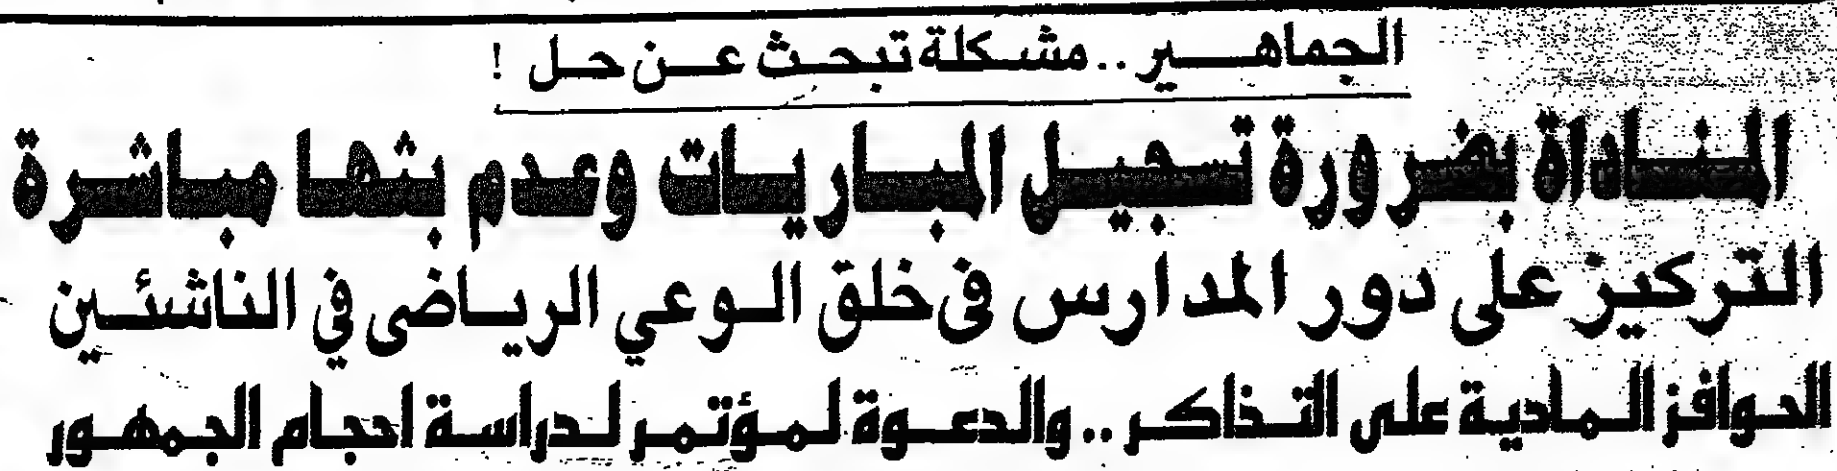 الجماهير .. مشكلة تبحث عن حل !
المناداة بضرورة تسجيل المباريات وعدم بثها مباشرة
التركيز على دور المدارس فى خلق الوعي الرياضى في الناشئين
الحوافز المادية على التذاكر .. والدعوة لمؤتمر لدراسة احجام الجمهور